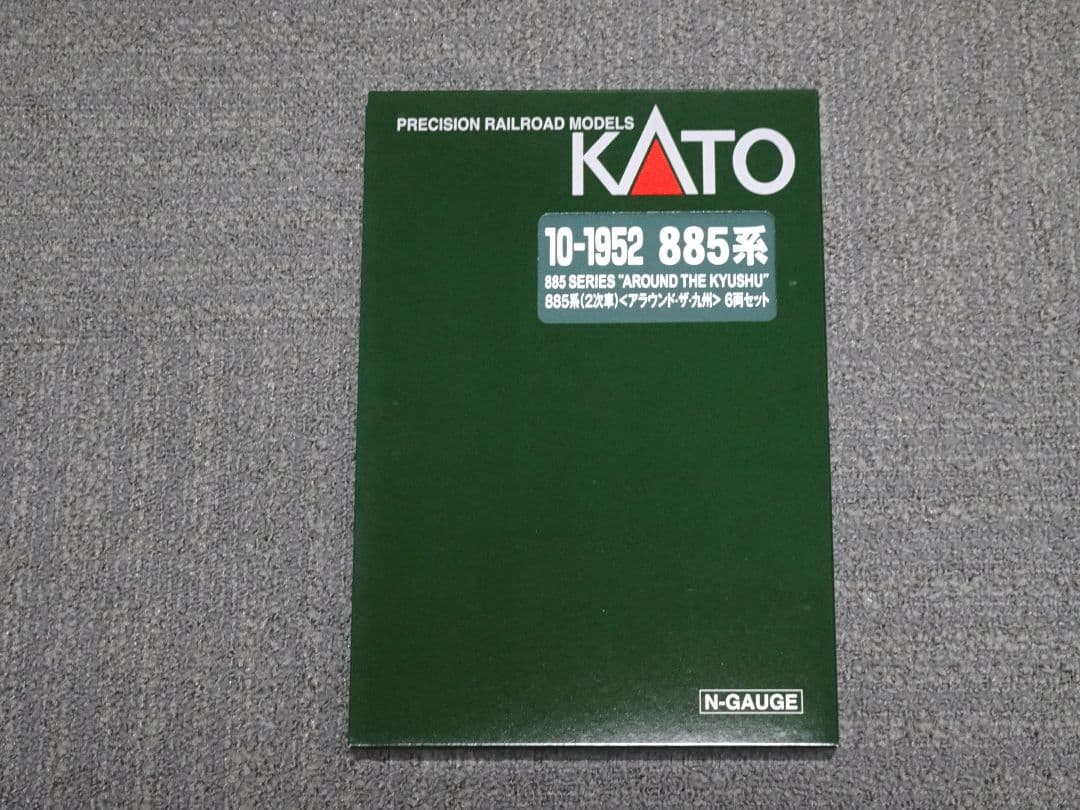 PRECISION RAILROAD MODELS
KATO
10-1952 885系
885 SERIES "AROUND THE KYUSHU"
885系(2次車)<アラウンド・ザ・九州> 6両セット
N-GAUGE